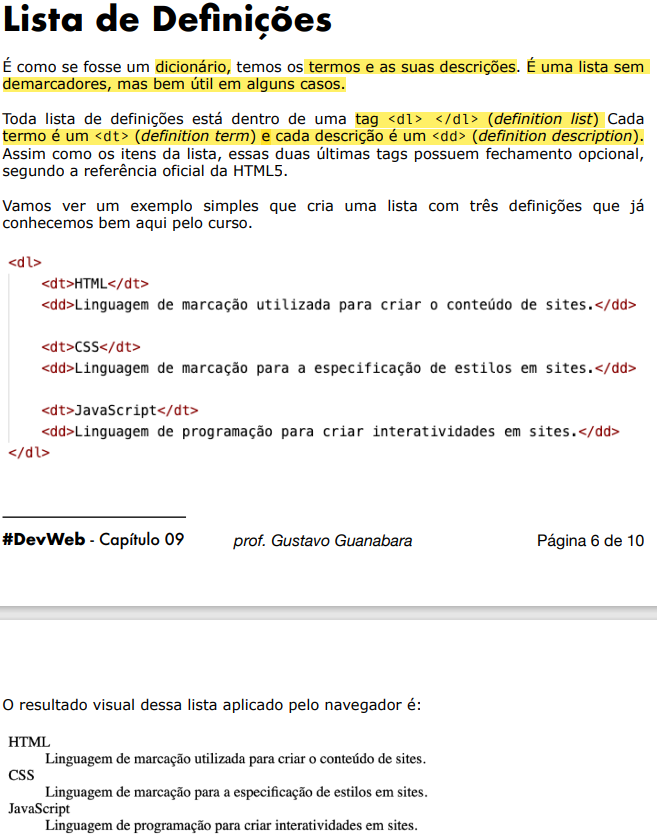 Lista de Definições
É como se fosse um dicionário, temos os termos e as suas descrições. É uma lista sem
demarcadores, mas bem útil em alguns casos.
Toda lista de definições está dentro de uma tag <dl> </dl> (definition list) Cada
termo é um <dt> (definition term) e cada descrição é um <dd> (definition description).
Assim como os itens da lista, essas duas últimas tags possuem fechamento opcional,
segundo a referência oficial da HTML5.
Vamos ver um exemplo simples que cria uma lista com três definições que já
conhecemos bem aqui pelo curso.
<dl>
<dt>HTML</dt>
<dd>Linguagem de marcação utilizada para criar o conteúdo de sites.</dd>
<dt>CSS</dt>
<dd>Linguagem de marcação para a especificação de estilos em sites.</dd>
<dt>JavaScript</dt>
<dd>Linguagem de programação para criar interatividades em sites.</dd>
</dl>
#DevWeb - Capítulo 09 prof. Gustavo Guanabara Página 6 de 10
O resultado visual dessa lista aplicado pelo navegador é:
HTML
Linguagem de marcação utilizada para criar o conteúdo de sites.
CSS
Linguagem de marcação para a especificação de estilos em sites.
JavaScript
Linguagem de programação para criar interatividades em sites.